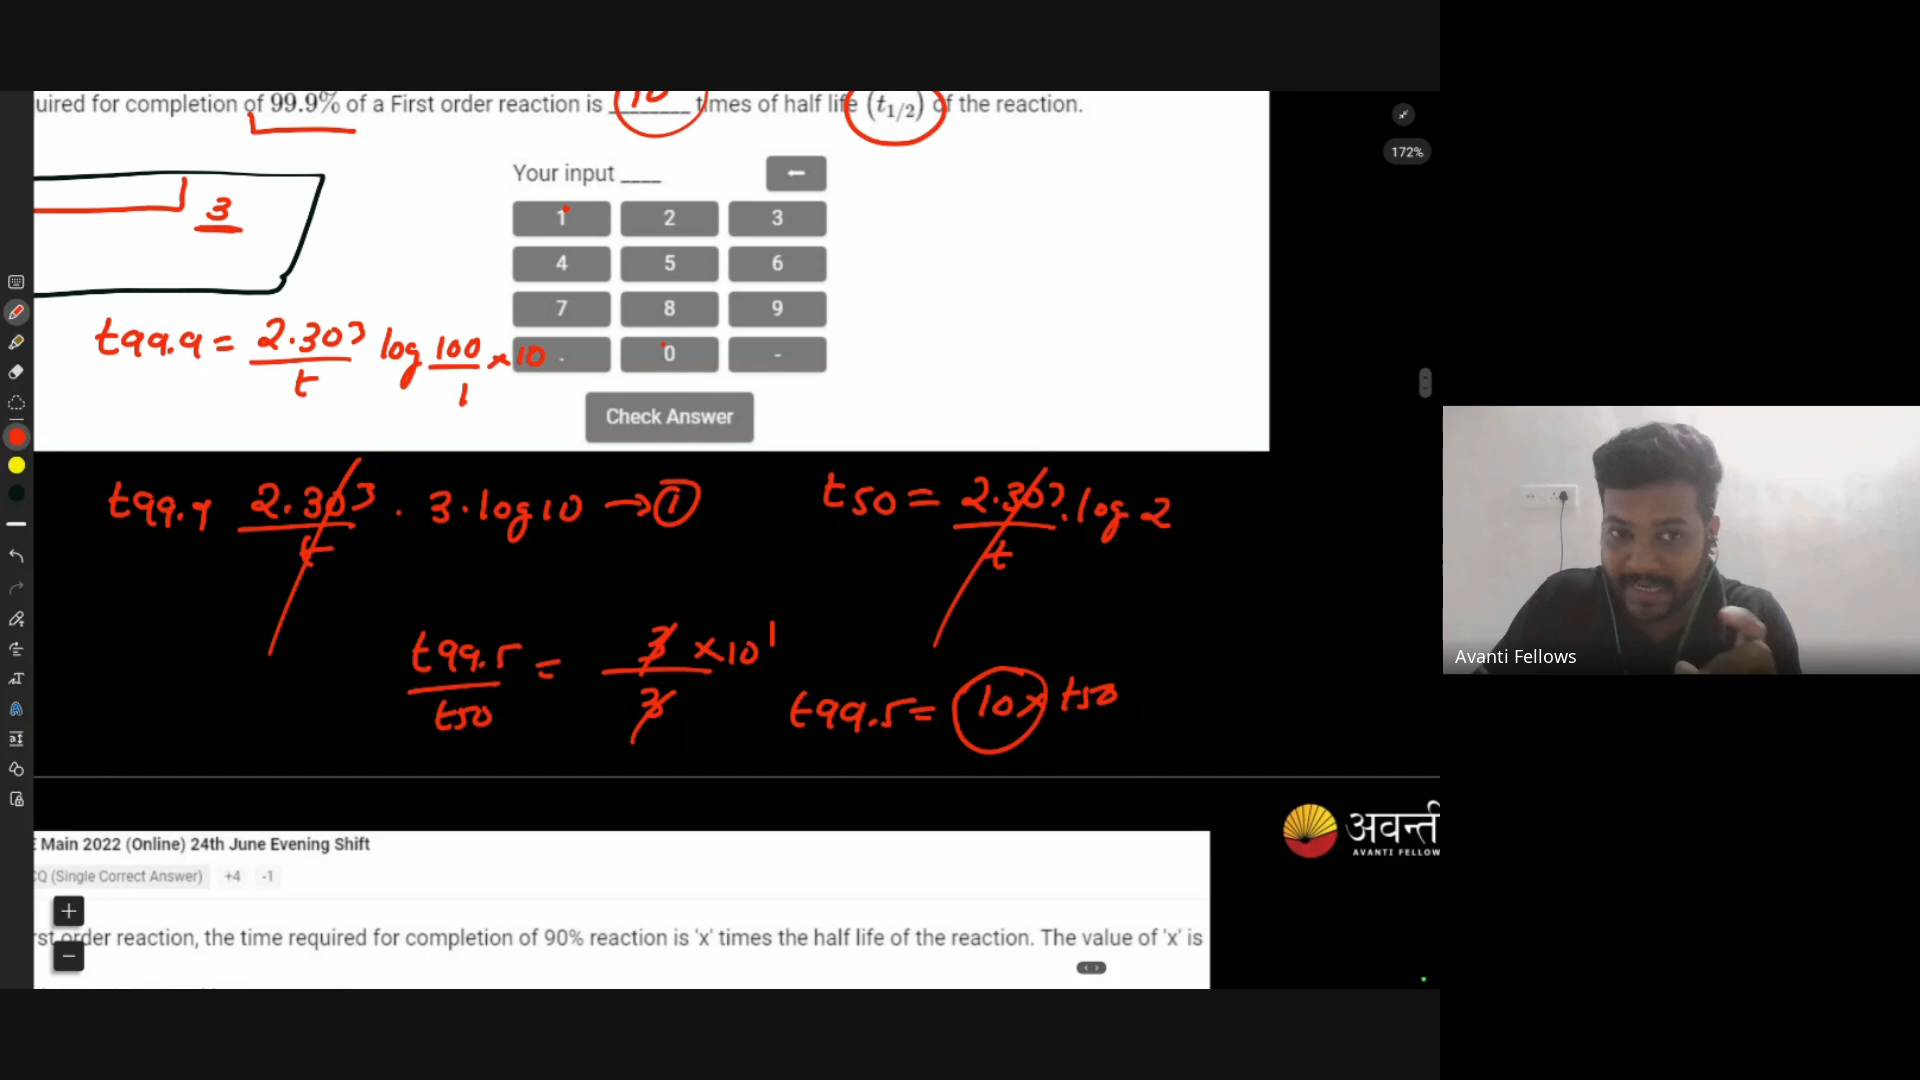 uired for completion of 99.9% of a First order reaction is 10 times of half life (t1/2) of the reaction.
172%
Your input ____
1 2 3
3
4 5 6
7 8 9
. 0 -
t99.9 = 2.303/t log 100/1 × 10
Check Answer
t99.9 2.303/t . 3.log10 → ①
t50 = 2.303/t . log 2
t99.5/t50 = 3/3 ×10¹
t99.5 = 10× t50
Avanti Fellows
अवन्ती
AVANTI FELLOW
E Main 2022 (Online) 24th June Evening Shift
CQ (Single Correct Answer) +4 -1
rst order reaction, the time required for completion of 90% reaction is 'x' times the half life of the reaction. The value of 'x' is